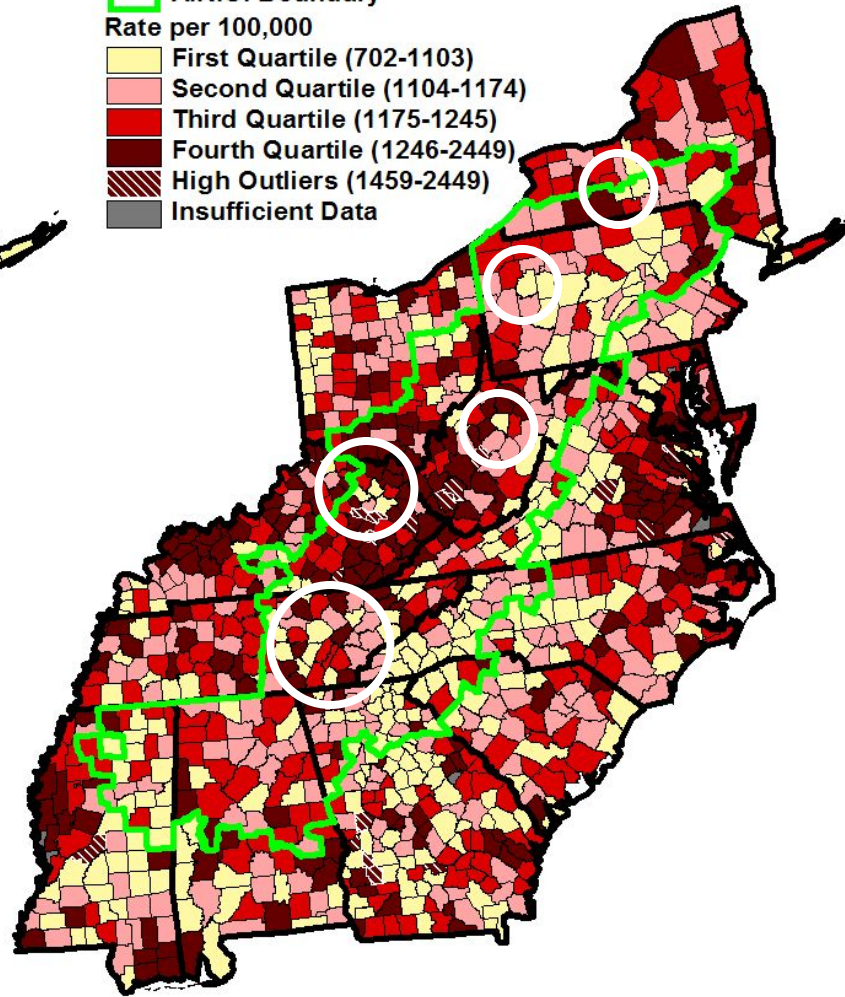 Boundary
Rate per 100,000
First Quartile (702-1103)
Second Quartile (1104-1174)
Third Quartile (1175-1245)
Fourth Quartile (1246-2449)
High Outliers (1459-2449)
Insufficient Data